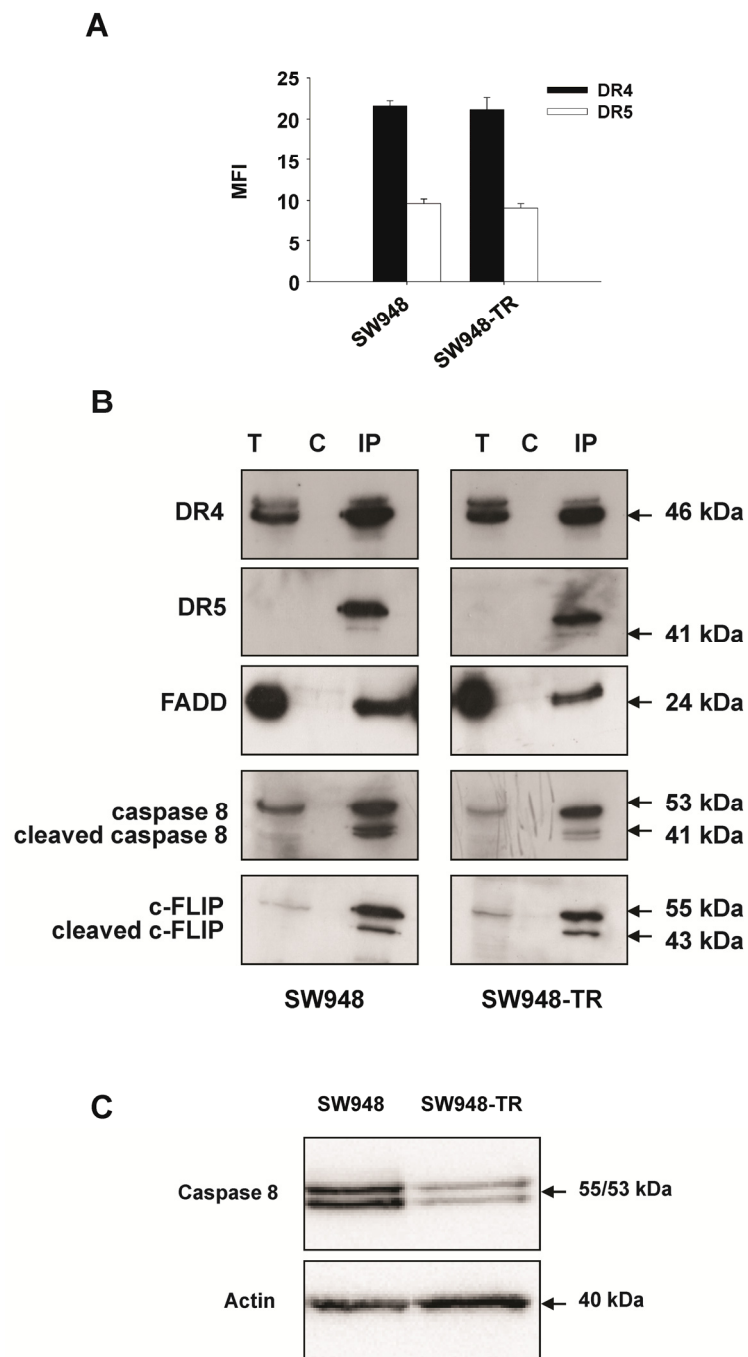 A
25
20
15
10
5
0
MFI
DR4
DR5
SW948
SW948-TR
B
T C IP T C IP
DR4 46 kDa
DR5 41 kDa
FADD 24 kDa
caspase 8 53 kDa
cleaved caspase 8 41 kDa
c-FLIP 55 kDa
cleaved c-FLIP 43 kDa
SW948 SW948-TR
C
SW948 SW948-TR
Caspase 8 55/53 kDa
Actin 40 kDa